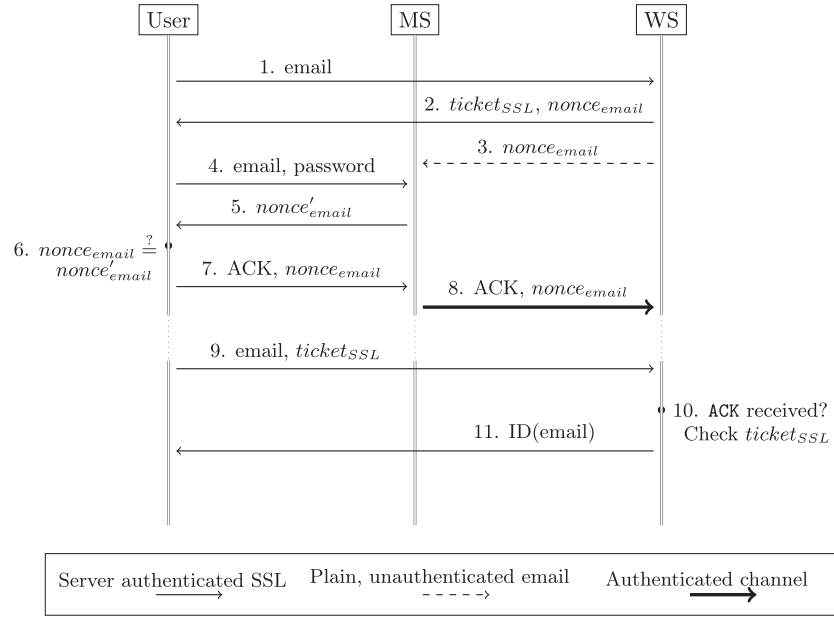 User MS WS
1. email
2. ticket_SSL, nonce_email
3. nonce_email
4. email, password
5. nonce'_email
6. nonce_email ≟
nonce'_email
7. ACK, nonce_email
8. ACK, nonce_email
9. email, ticket_SSL
10. ACK received?
Check ticket_SSL
11. ID(email)
Server authenticated SSL Plain, unauthenticated email Authenticated channel